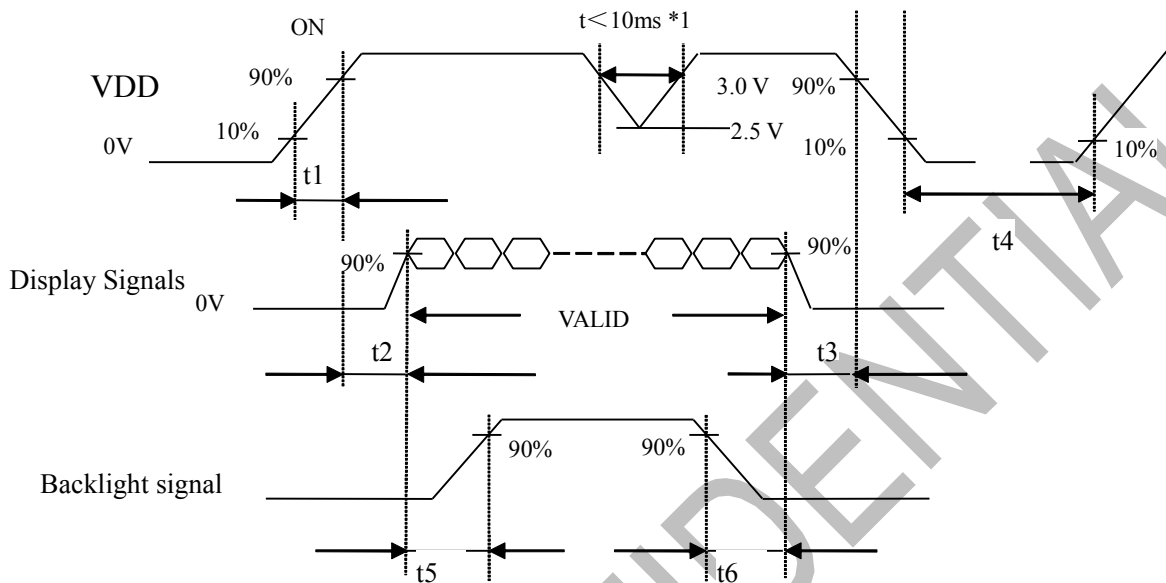 ON
t＜10ms *1
VDD
90%
3.0 V
90%
10%
2.5 V
10%
10%
0V
t1
t4
Display Signals
90%
90%
0V
VALID
t2
t3
90%
90%
Backlight signal
t5
t6